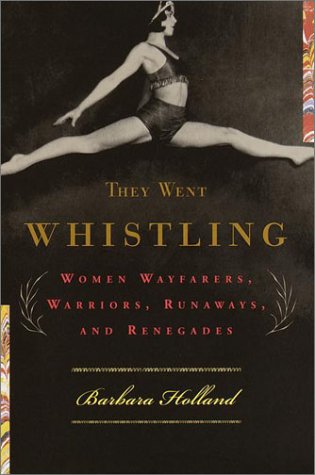 THEY WENT
WHISTLING
WOMEN WAYFARERS,
WARRIORS, RUNAWAYS,
AND RENEGADES
Barbara Holland